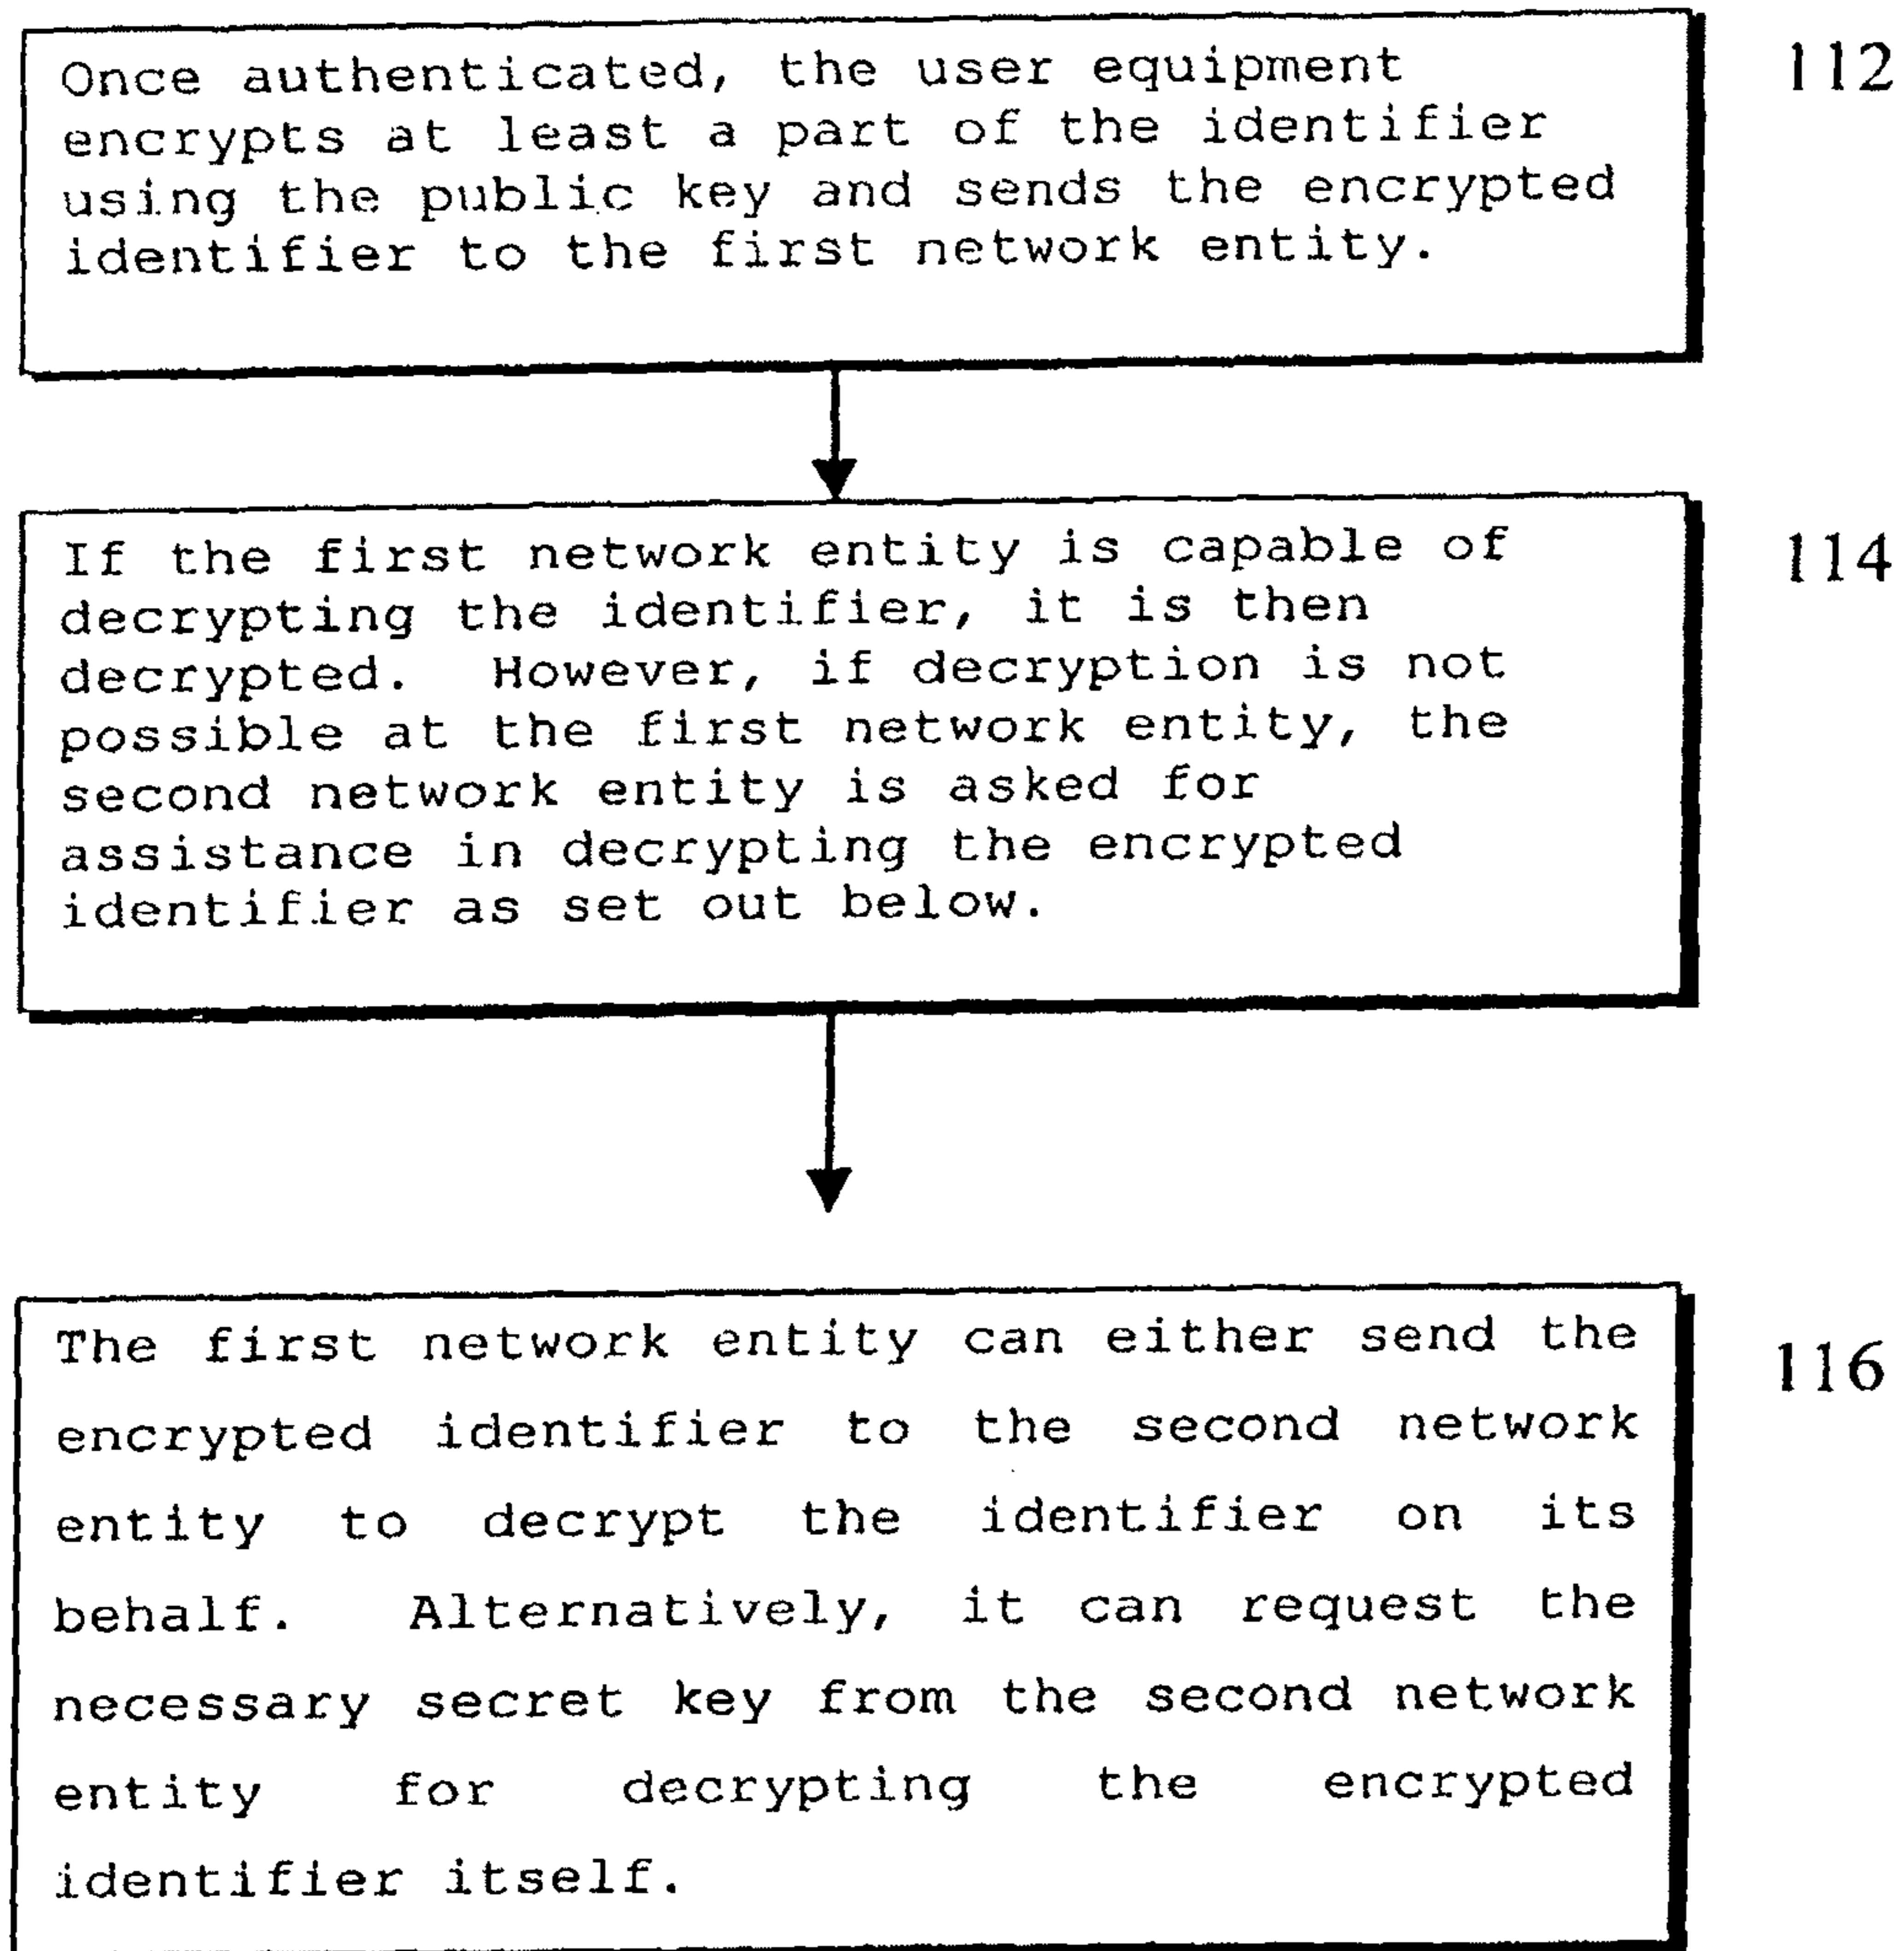 Once authenticated, the user equipment
encrypts at least a part of the identifier
using the public key and sends the encrypted
identifier to the first network entity.
112
If the first network entity is capable of
decrypting the identifier, it is then
decrypted. However, if decryption is not
possible at the first network entity, the
second network entity is asked for
assistance in decrypting the encrypted
identifier as set out below.
114
The first network entity can either send the
encrypted identifier to the second network
entity to decrypt the identifier on its
behalf. Alternatively, it can request the
necessary secret key from the second network
entity for decrypting the encrypted
identifier itself.
116